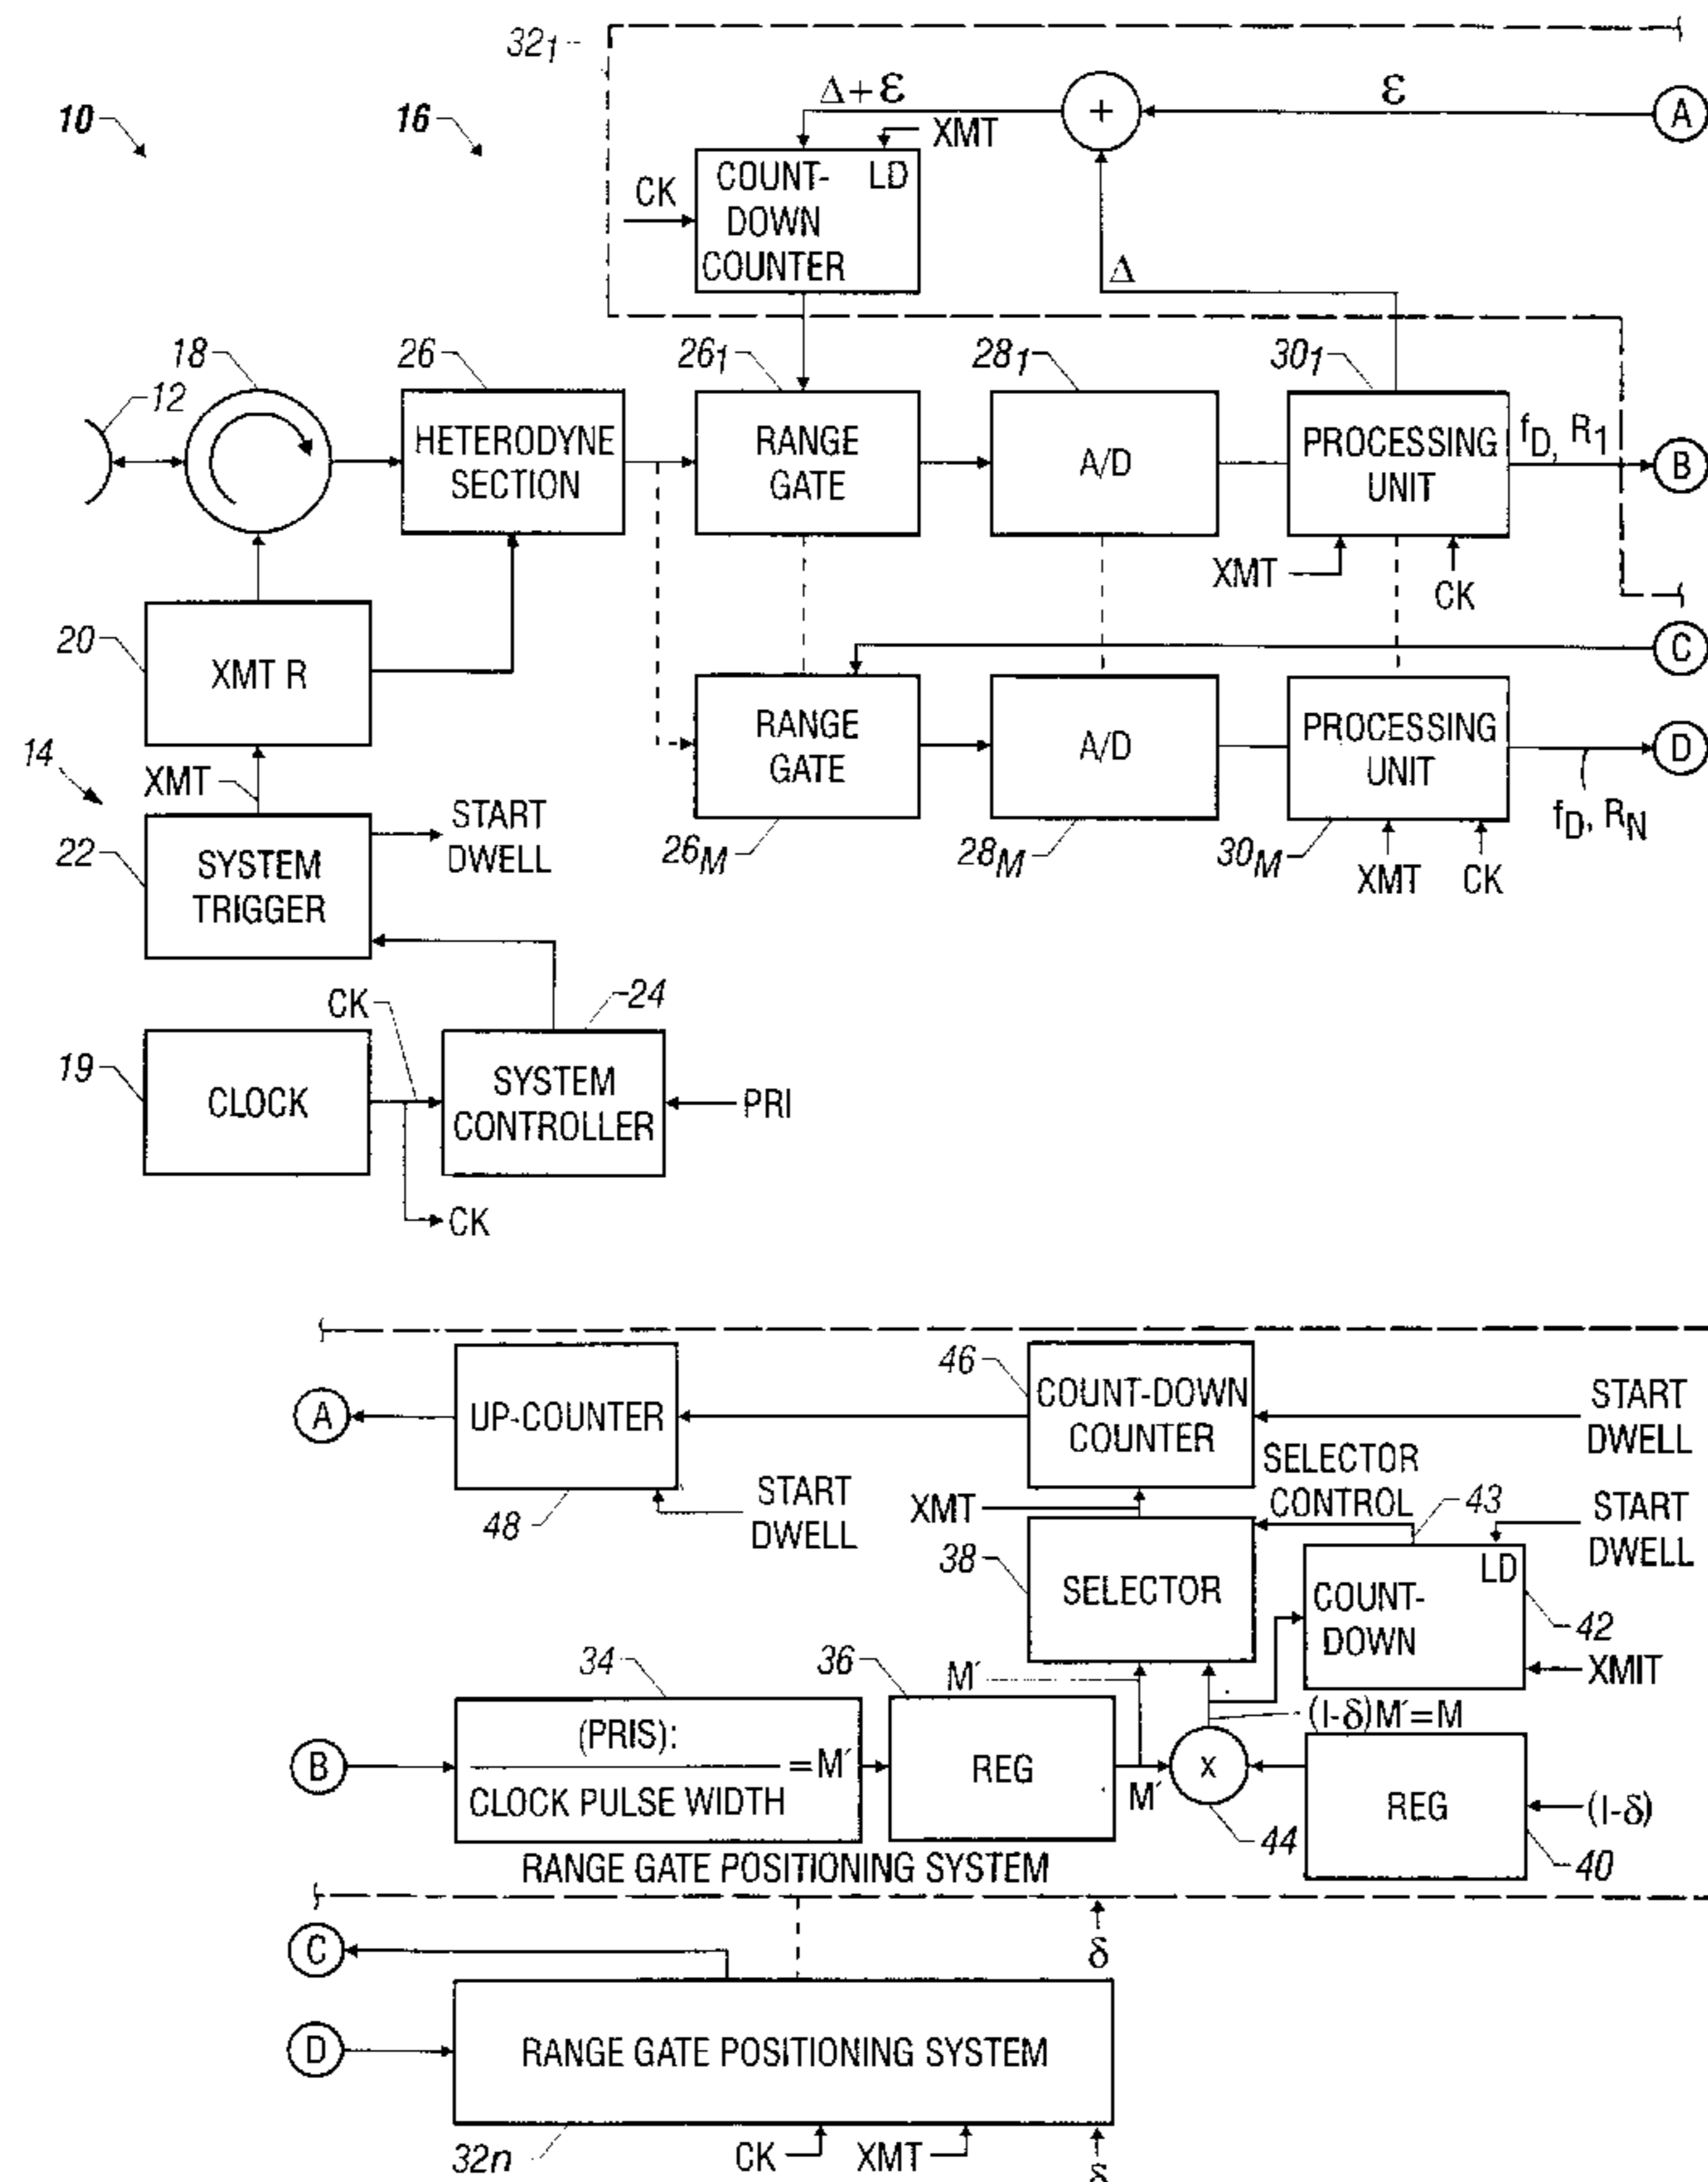 32₁
Δ+ε
ε
A
10
16
XMT
+
COUNT-
LD
CK
DOWN
COUNTER
Δ
18
26
26₁
28₁
30₁
12
HETERODYNE
SECTION
RANGE
GATE
A/D
PROCESSING
UNIT
f_D, R₁
B
XMT
CK
20
XMT R
C
RANGE
GATE
A/D
PROCESSING
UNIT
D
14
XMT
START
DWELL
f_D, R_N
22
SYSTEM
TRIGGER
26_M
28_M
30_M
XMT
CK
CK
24
19
CLOCK
SYSTEM
CONTROLLER
PRI
CK
46
A
UP-COUNTER
COUNT-DOWN
COUNTER
START
DWELL
48
START
DWELL
XMT
SELECTOR
CONTROL
43
START
DWELL
38
SELECTOR
LD
COUNT-
DOWN
42
XMIT
34
36
M′
(I-δ)M′=M
B
(PRIS):
=M′
CLOCK PULSE WIDTH
REG
M′
x
REG
(I-δ)
44
40
RANGE GATE POSITIONING SYSTEM
C
δ
D
RANGE GATE POSITIONING SYSTEM
32n
CK
XMT
δ